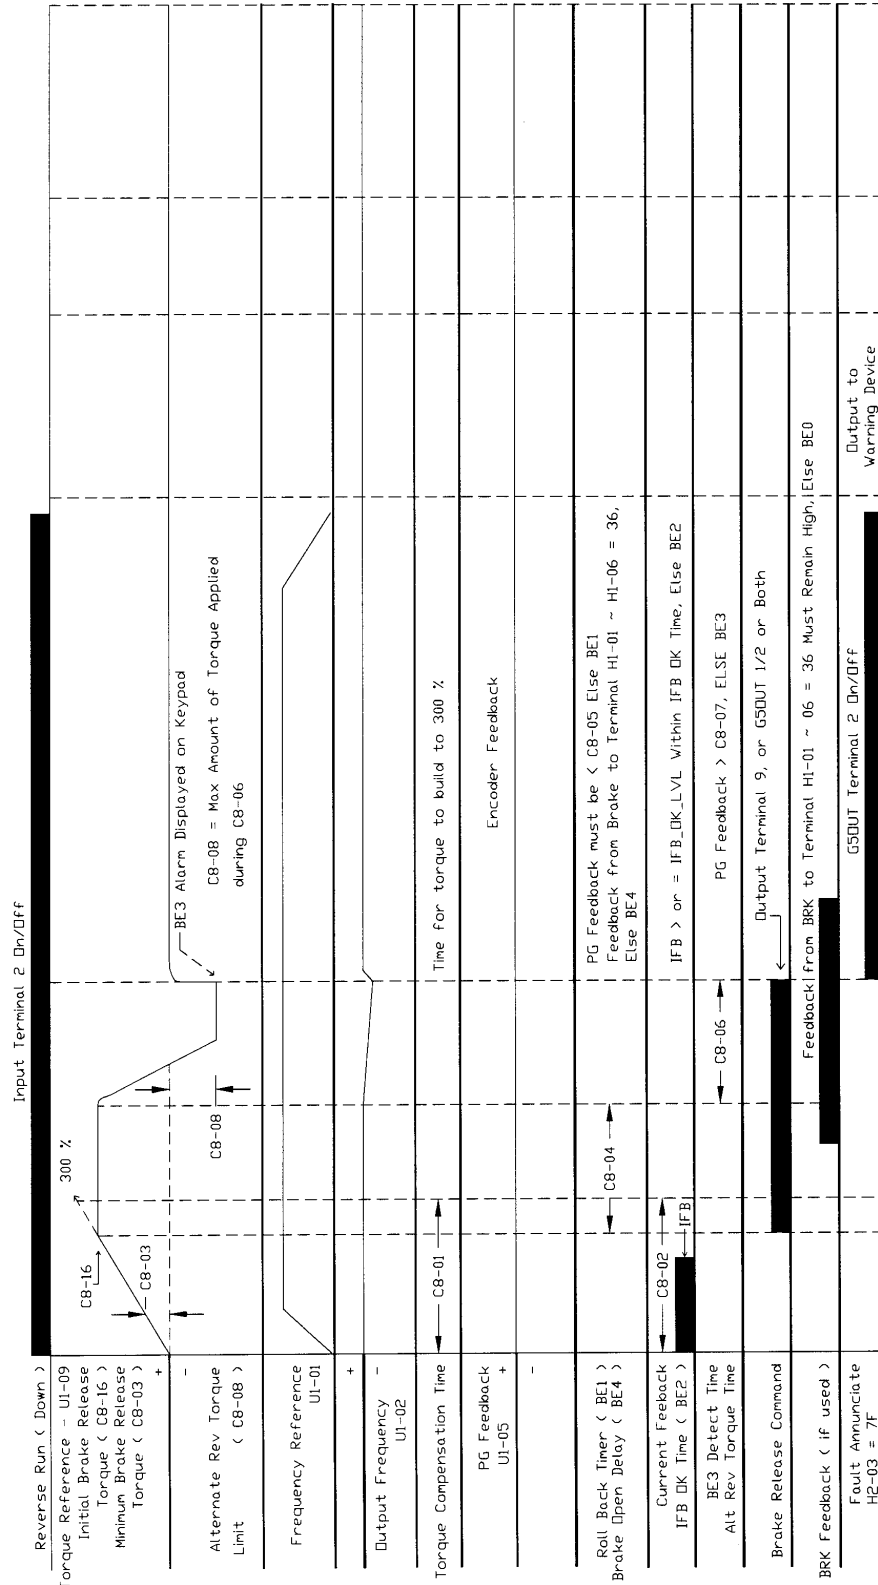 Input Terminal 2 On/Off
Reverse Run ( Down )
Torque Reference - U1-09
Initial Brake Release
Torque ( C8-16 )
Minimum Brake Release
Torque ( C8-03 )
+
-
Alternate Rev Torque
Limit ( C8-08 )
C8-16
C8-03
300 %
C8-08
BE3 Alarm Displayed on Keypad
C8-08 = Max Amount of Torque Applied
during C8-06
Frequency Reference
U1-01
+
-
Output Frequency
U1-02
Torque Compensation Time
C8-01
Time for torque to build to 300 %
PG Feedback
U1-05
+
-
Encoder Feedback
Roll Back Timer ( BE1 )
Brake Open Delay ( BE4 )
C8-04
PG Feedback must be < C8-05 Else BE1
Feedback from Brake to Terminal H1-01 ~ H1-06 = 36,
Else BE4
Current Feeback
IFB OK Time ( BE2 )
C8-02
IFB
IFB > or = IFB_OK_LVL Within IFB OK Time, Else BE2
BE3 Detect Time
Alt Rev Torque Time
C8-06
PG Feedback > C8-07, ELSE BE3
Brake Release Command
Output Terminal 9, or G5OUT 1/2 or Both
BRK Feedback ( if used )
Feedback from BRK to Terminal H1-01 ~ 06 = 36 Must Remain High, Else BE0
Fault Annunciate
H2-03 = 7F
G5OUT Terminal 2 On/Off
Output to
Warning Device